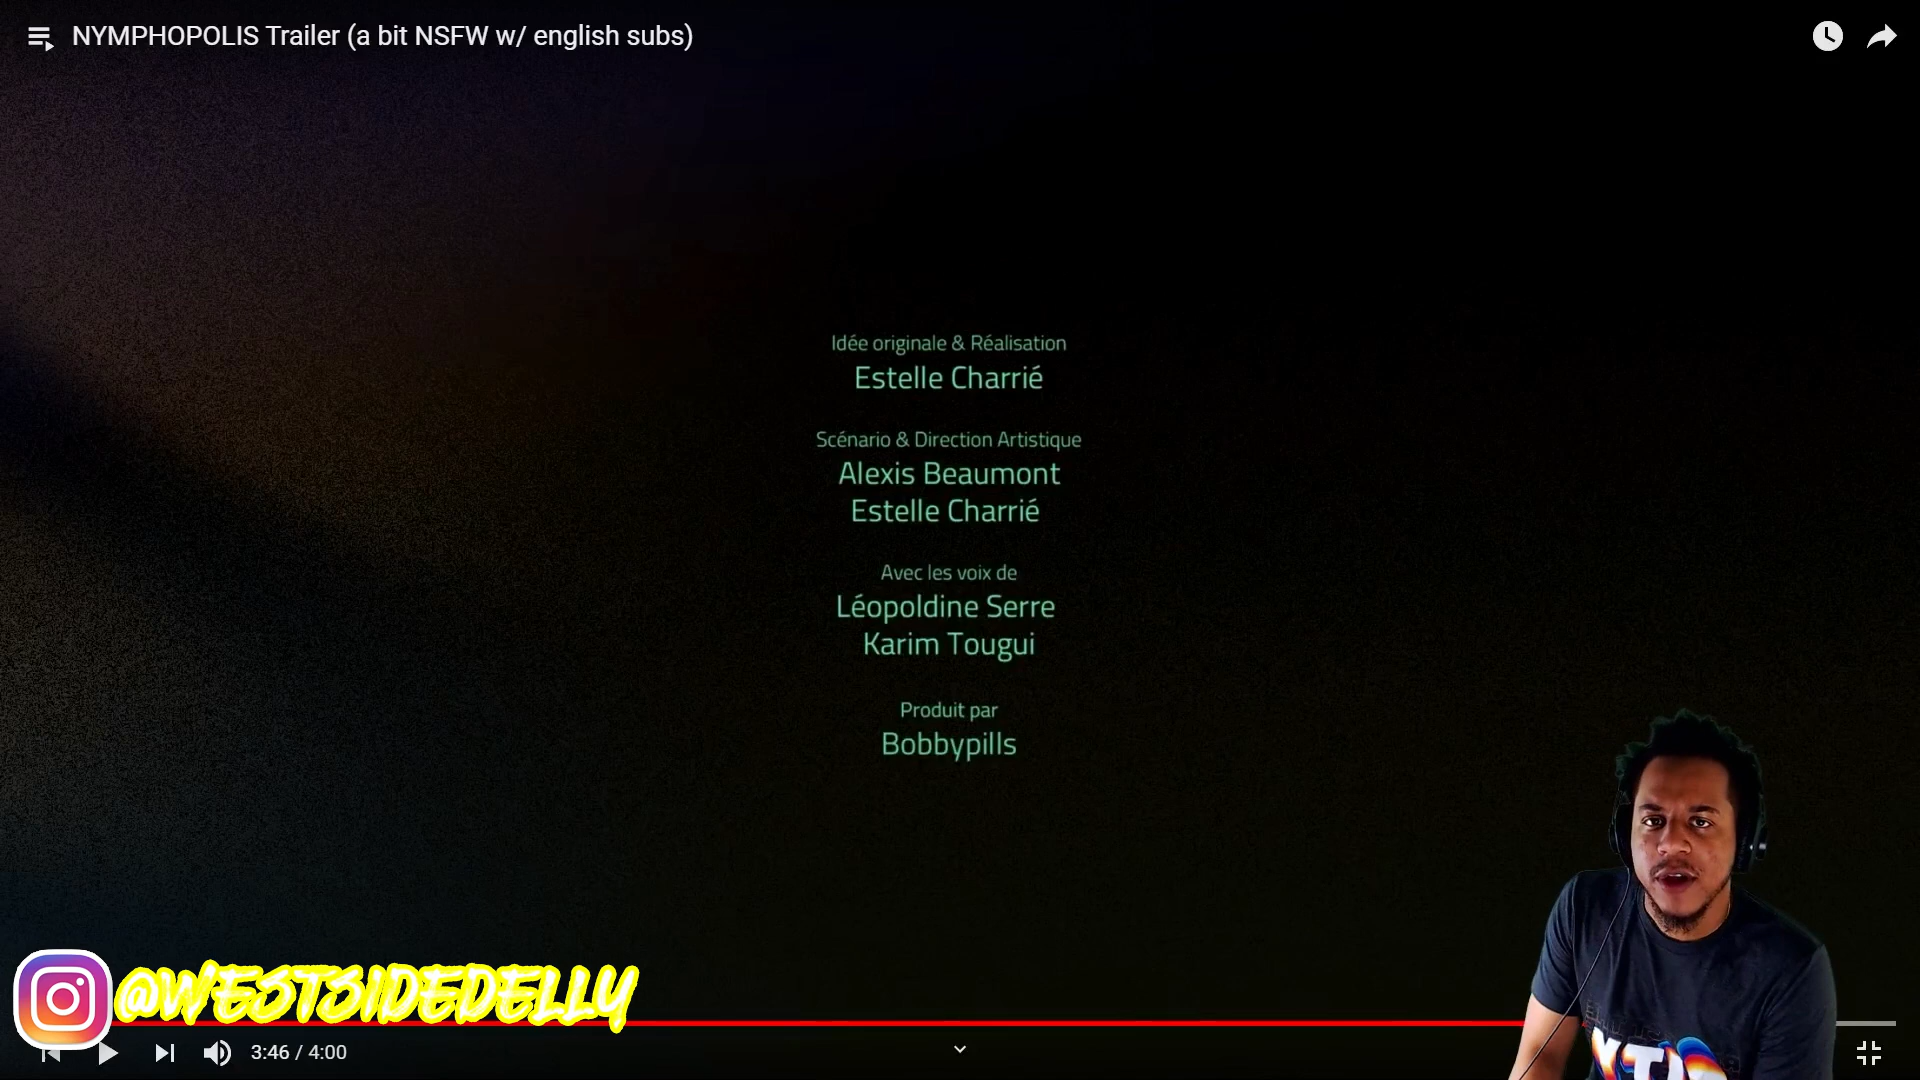 NYMPHOPOLIS Trailer (a bit NSFW w/ english subs)
Idée originale & Réalisation
Estelle Charrié
Scénario & Direction Artistique
Alexis Beaumont
Estelle Charrié
Avec les voix de
Léopoldine Serre
Karim Tougui
Produit par
Bobbypills
@WESTSIDEDELLY
3:46 / 4:00